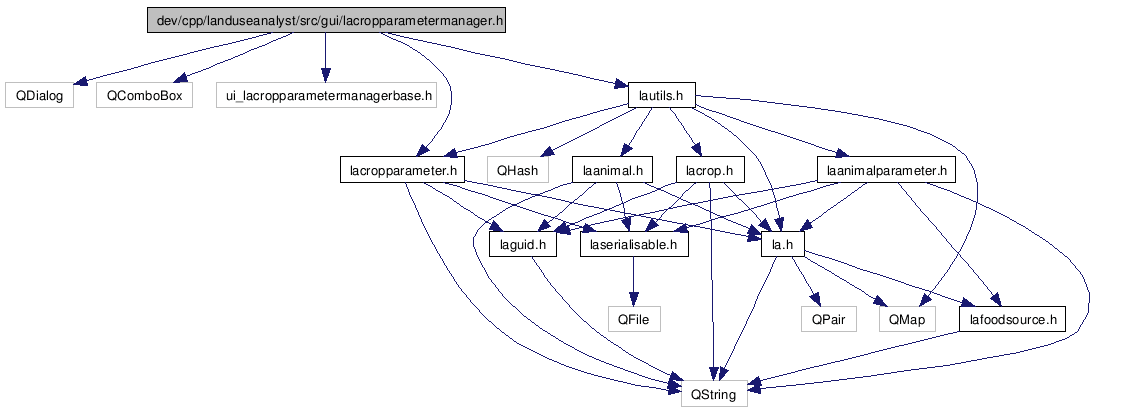 dev/cpp/landuseanalyst/src/gui/lacropparametermanager.h
QDialog
QComboBox
ui_lacropparametermanagerbase.h
lautils.h
lacropparameter.h
QHash
laanimal.h
lacrop.h
laanimalparameter.h
laguid.h
laserialisable.h
la.h
QFile
QPair
QMap
lafoodsource.h
QString